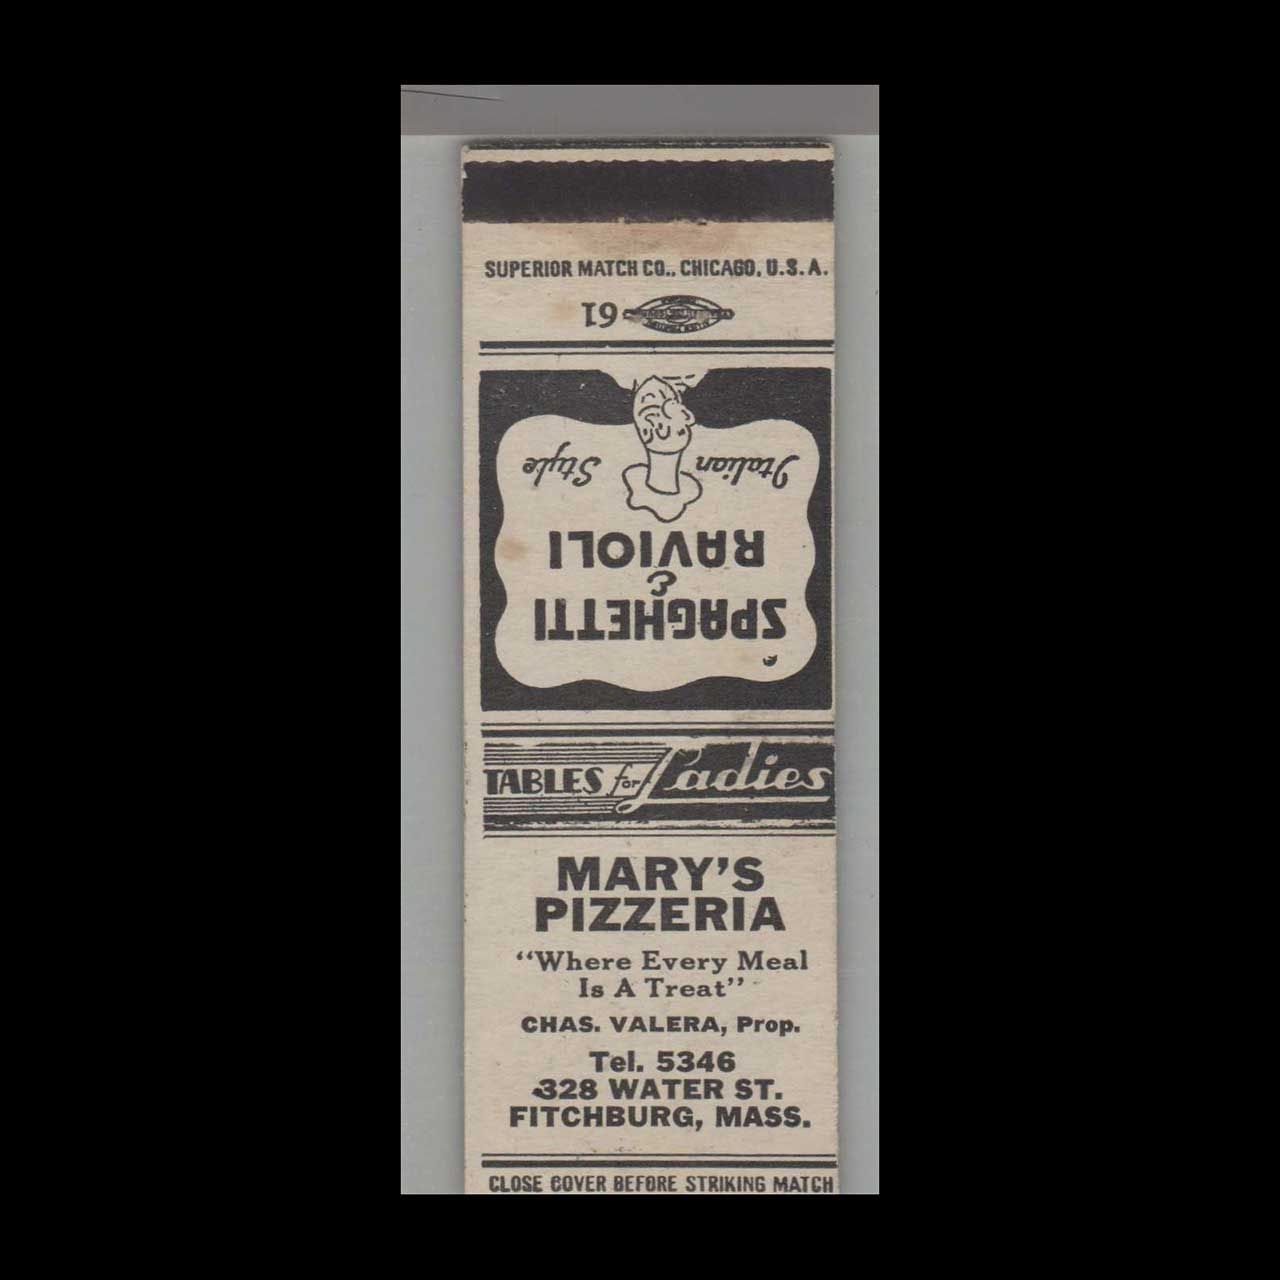 SUPERIOR MATCH CO., CHICAGO, U.S.A.
61
SPAGHETTI
&
RAVIOLI
Italian Style
TABLES for Ladies
MARY'S
PIZZERIA
"Where Every Meal
Is A Treat"
CHAS. VALERA, Prop.
Tel. 5346
328 WATER ST.
FITCHBURG, MASS.
CLOSE COVER BEFORE STRIKING MATCH